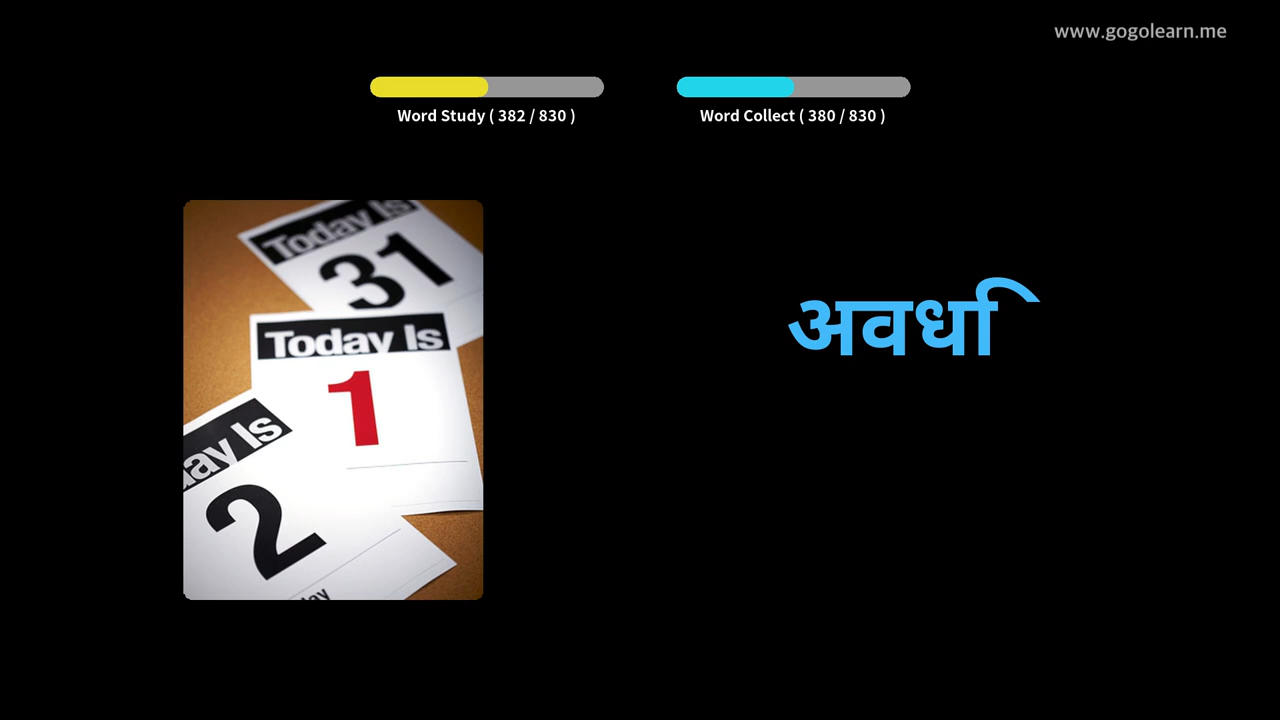 www.gogolearn.me
Word Study ( 382 / 830 )
Word Collect ( 380 / 830 )
Today Is
31
Today Is
1
ay Is
2
अवधि